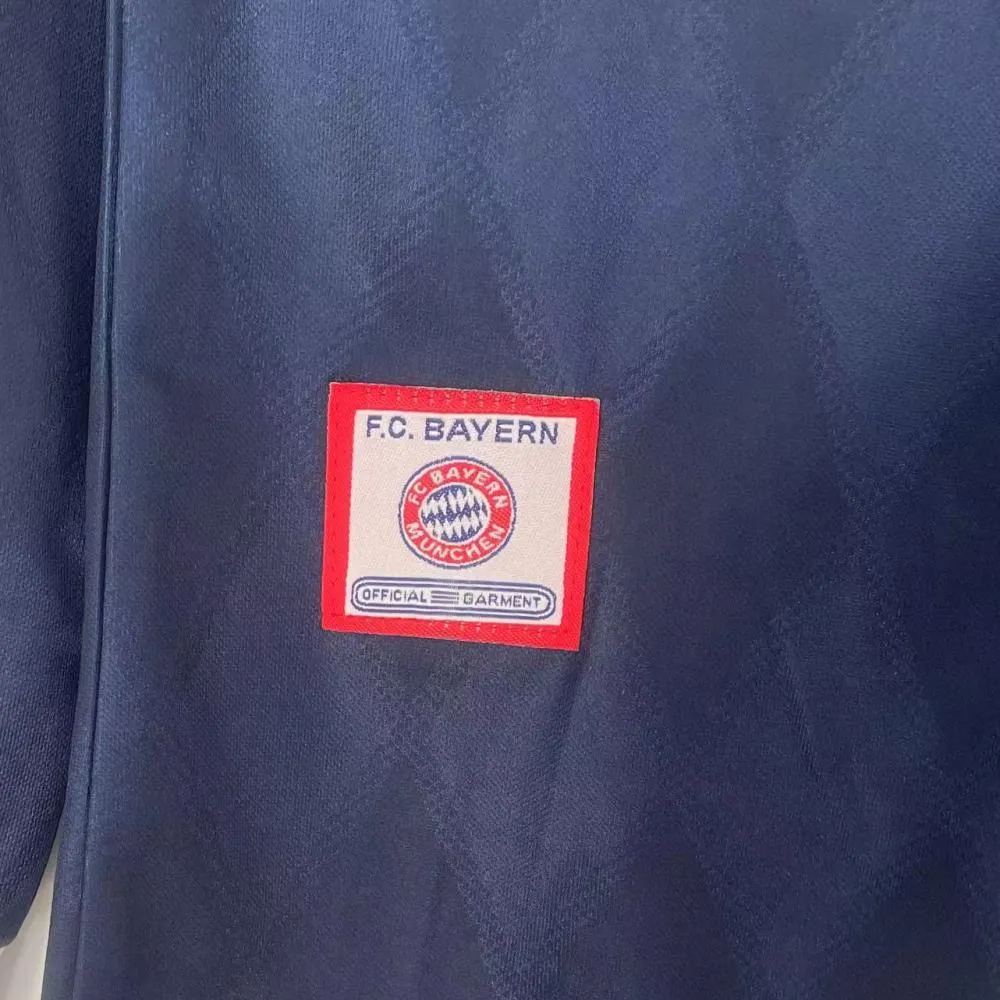 F.C. BAYERN
FC BAYERN
MÜNCHEN
OFFICIAL GARMENT